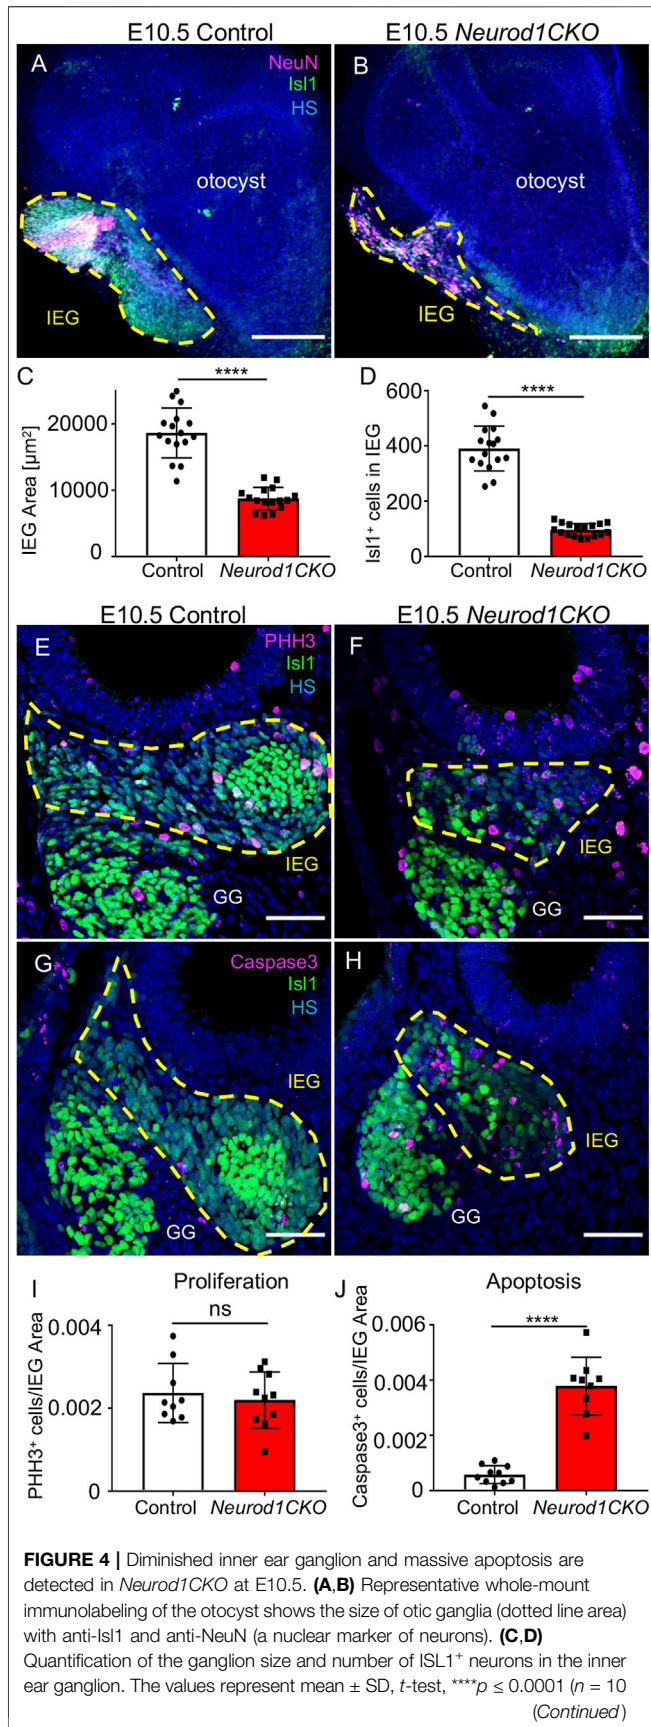 E10.5 Control E10.5 Neurod1CKO
A
NeuN
Isl1
HS
otocyst
IEG
B
otocyst
IEG
C
****
IEG Area [µm²]
20000
10000
0
Control Neurod1CKO
D
****
Isl1⁺ cells in IEG
600
400
200
0
Control Neurod1CKO
E10.5 Control E10.5 Neurod1CKO
E
PHH3
Isl1
HS
IEG
GG
F
IEG
GG
G
Caspase3
Isl1
HS
IEG
GG
H
IEG
GG
I
Proliferation
ns
PHH3⁺ cells/IEG Area
0.004
0.002
0
Control Neurod1CKO
J
Apoptosis
****
Caspase3⁺ cells/IEG Area
0.006
0.004
0.002
0
Control Neurod1CKO
FIGURE 4 | Diminished inner ear ganglion and massive apoptosis are
detected in Neurod1CKO at E10.5. (A,B) Representative whole-mount
immunolabeling of the otocyst shows the size of otic ganglia (dotted line area)
with anti-Isl1 and anti-NeuN (a nuclear marker of neurons). (C,D)
Quantification of the ganglion size and number of ISL1⁺ neurons in the inner
ear ganglion. The values represent mean ± SD, t-test, ****p ≤ 0.0001 (n = 10
(Continued)